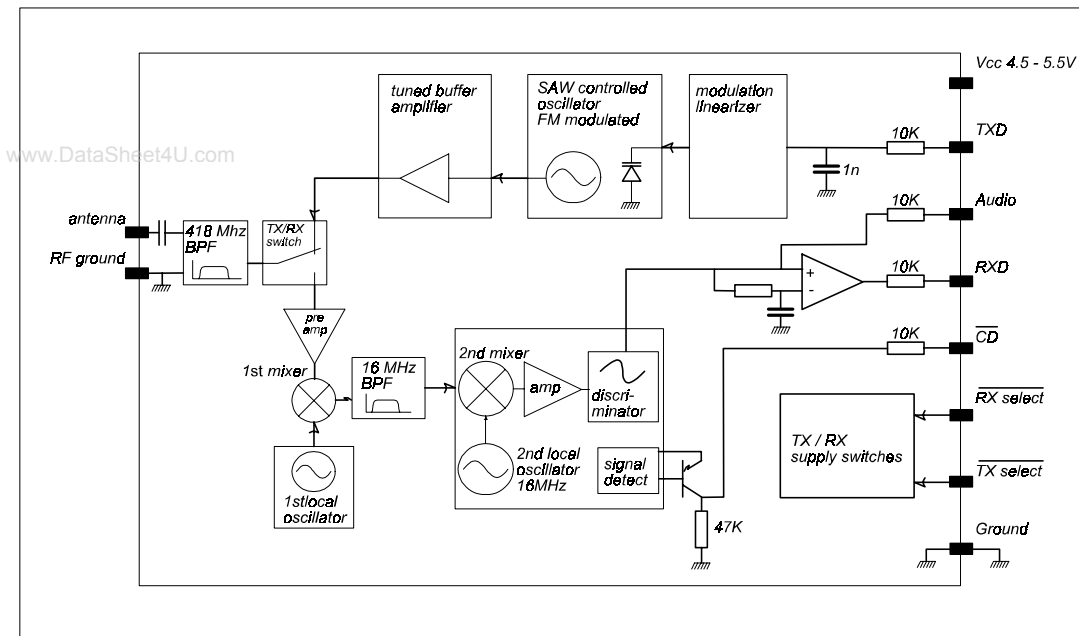 Vcc 4.5 - 5.5V
tuned buffer
amplifier
SAW controlled
oscillator
FM modulated
modulation
linearizer
10K
TXD
www.DataSheet4U.com
1n
10K
Audio
antenna
418 Mhz
BPF
TX/RX
switch
RF ground
+
-
10K
RXD
pre
amp
10K
CD
1st mixer
16 MHz
BPF
2nd mixer
amp
discri-
minator
RX select
TX / RX
supply switches
2nd local
oscillator
16MHz
signal
detect
TX select
1stlocal
oscillator
47K
Ground